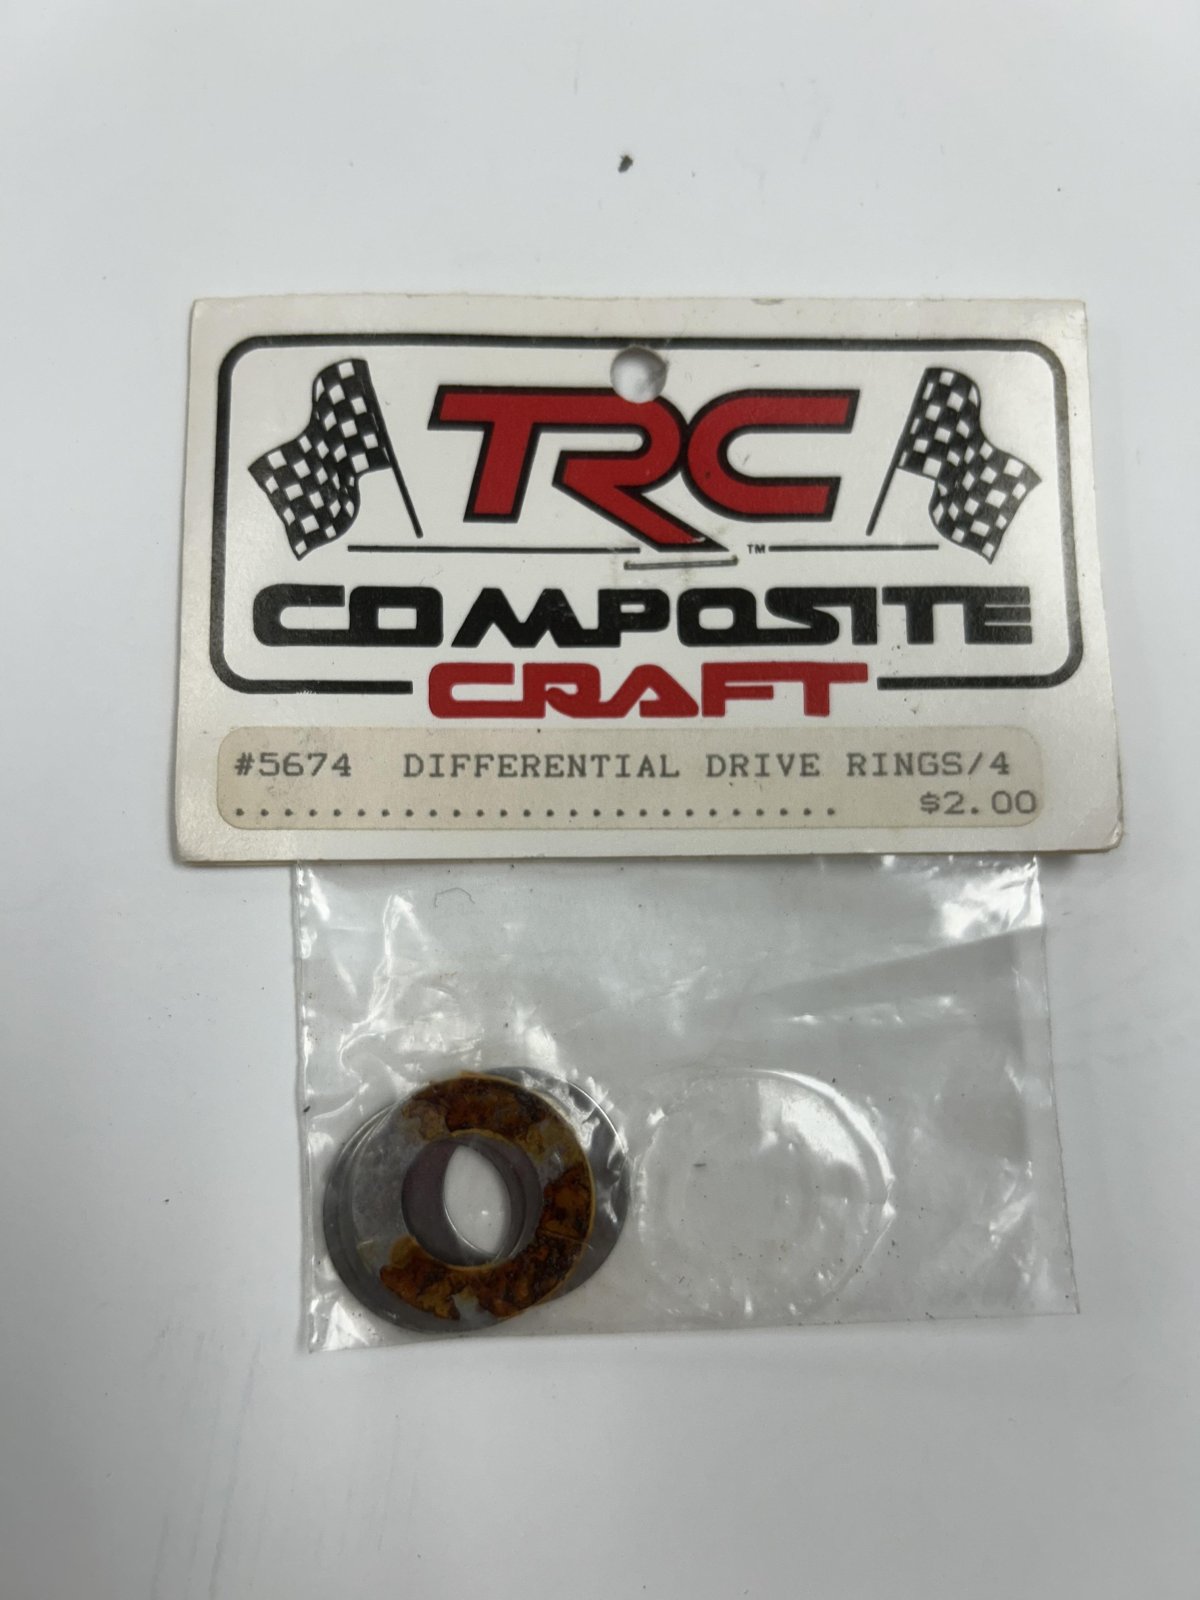 TRC
TM
COMPOSITE
CRAFT
#5674 DIFFERENTIAL DRIVE RINGS/4
.......................... $2.00